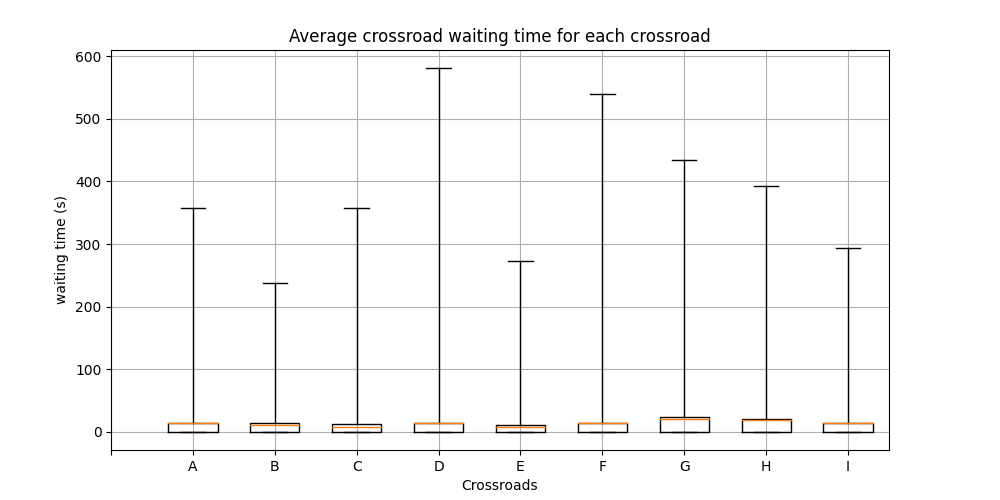 Average crossroad waiting time for each crossroad
600
500
400
300
200
100
0
waiting time (s)
A B C D E F G H I
Crossroads